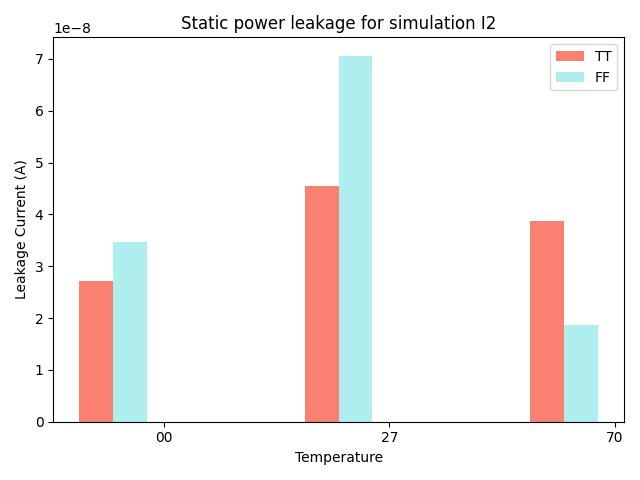 Static power leakage for simulation I2
1e−8
TT
FF
7
6
5
4
3
2
1
0
Leakage Current (A)
00
27
70
Temperature